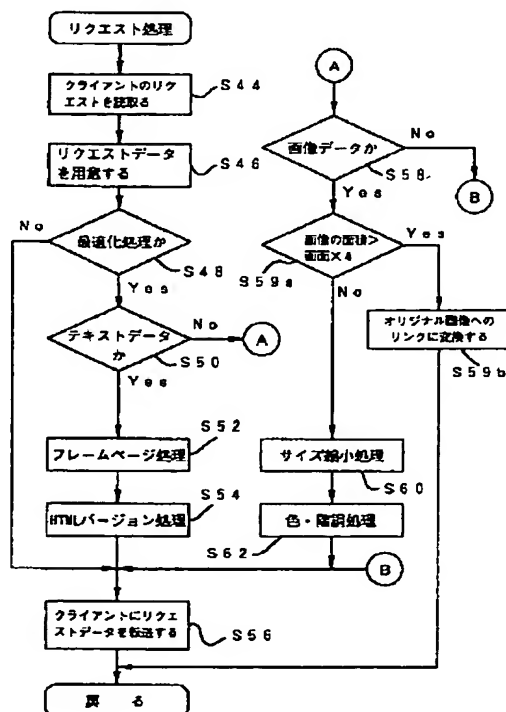 リクエスト処理
クライアントのリク
エストを読取る
S44
リクエストデータ
を用意する
S46
No
最適化処理か
S48
Yes
テキストデータ
か
S50
No
A
Yes
フレームページ処理
S52
HTMLバージョン処理
S54
クライアントにリクエ
ストデータを転送する
S56
戻る
A
画像データか
No
S58
B
Yes
画像の面積>
画面×4
Yes
S59a
No
オリジナル画像への
リンクに変換する
S59b
サイズ縮小処理
S60
色・階調処理
S62
B